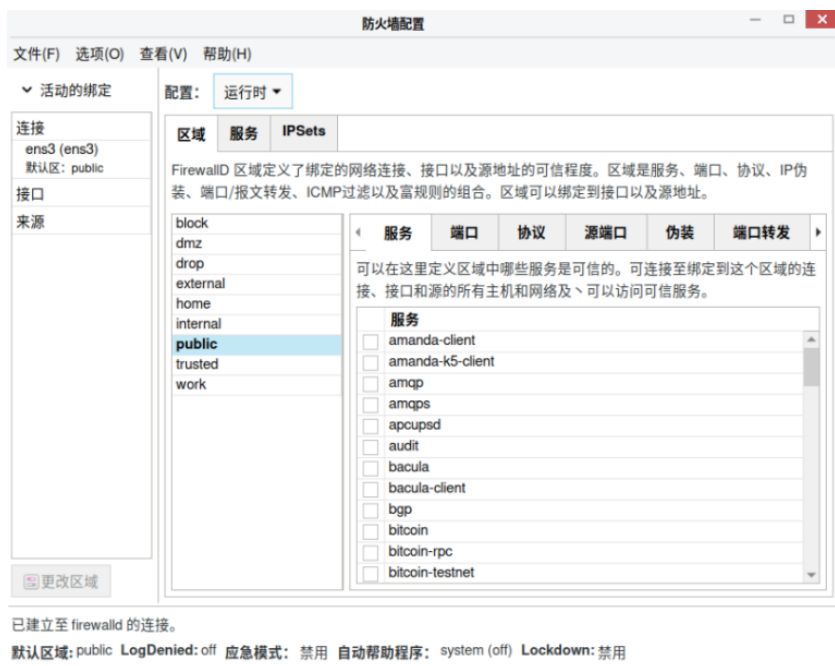 防火墙配置
文件(F) 选项(O) 查看(V) 帮助(H)
活动的绑定
连接
ens3 (ens3)
默认区: public
接口
来源
更改区域
配置: 运行时
区域 服务 IPSets
FirewallD 区域定义了绑定的网络连接、接口以及源地址的可信程度。区域是服务、端口、协议、IP伪
装、端口/报文转发、ICMP过滤以及富规则的组合。区域可以绑定到接口以及源地址。
block
dmz
drop
external
home
internal
public
trusted
work
服务 端口 协议 源端口 伪装 端口转发
可以在这里定义区域中哪些服务是可信的。可连接至绑定到这个区域的连
接、接口和源的所有主机和网络及丶可以访问可信服务。
服务
amanda-client
amanda-k5-client
amqp
amqps
apcupsd
audit
bacula
bacula-client
bgp
bitcoin
bitcoin-rpc
bitcoin-testnet
已建立至 firewalld 的连接。
默认区域: public LogDenied: off 应急模式: 禁用 自动帮助程序: system (off) Lockdown: 禁用